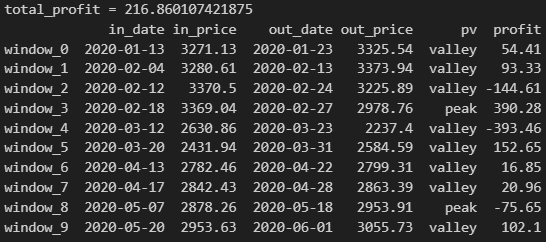 total_profit = 216.860107421875
in_date in_price out_date out_price pv profit
window_0 2020-01-13 3271.13 2020-01-23 3325.54 valley 54.41
window_1 2020-02-04 3280.61 2020-02-13 3373.94 valley 93.33
window_2 2020-02-12 3370.5 2020-02-24 3225.89 valley -144.61
window_3 2020-02-18 3369.04 2020-02-27 2978.76 peak 390.28
window_4 2020-03-12 2630.86 2020-03-23 2237.4 valley -393.46
window_5 2020-03-20 2431.94 2020-03-31 2584.59 valley 152.65
window_6 2020-04-13 2782.46 2020-04-22 2799.31 valley 16.85
window_7 2020-04-17 2842.43 2020-04-28 2863.39 valley 20.96
window_8 2020-05-07 2878.26 2020-05-18 2953.91 peak -75.65
window_9 2020-05-20 2953.63 2020-06-01 3055.73 valley 102.1